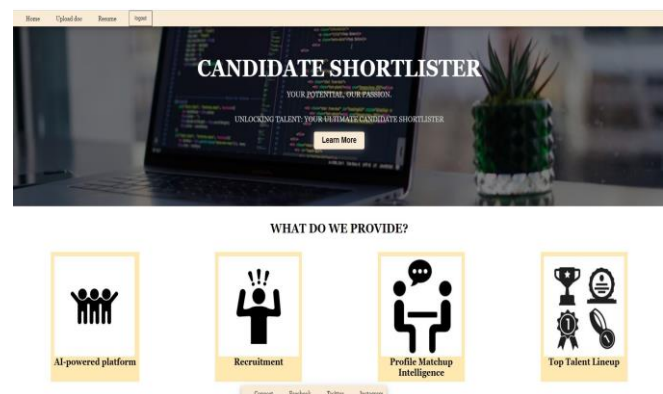 Home Upload doc Resume logout
CANDIDATE SHORTLISTER
YOUR POTENTIAL, OUR PASSION.
UNLOCKING TALENT: YOUR ULTIMATE CANDIDATE SHORTLISTER
Learn More
WHAT DO WE PROVIDE?
AI-powered platform
Recruitment
Profile Matchup
Intelligence
Top Talent Lineup
Facebook Twitter Instagram